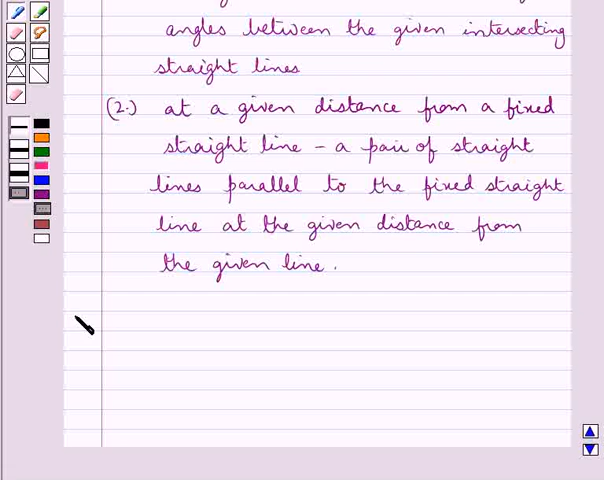 angles between the given intersecting
straight lines
(2.) at a given distance from a fixed
straight line - a pair of straight
lines parallel to the fixed straight
line at the given distance from
the given line.